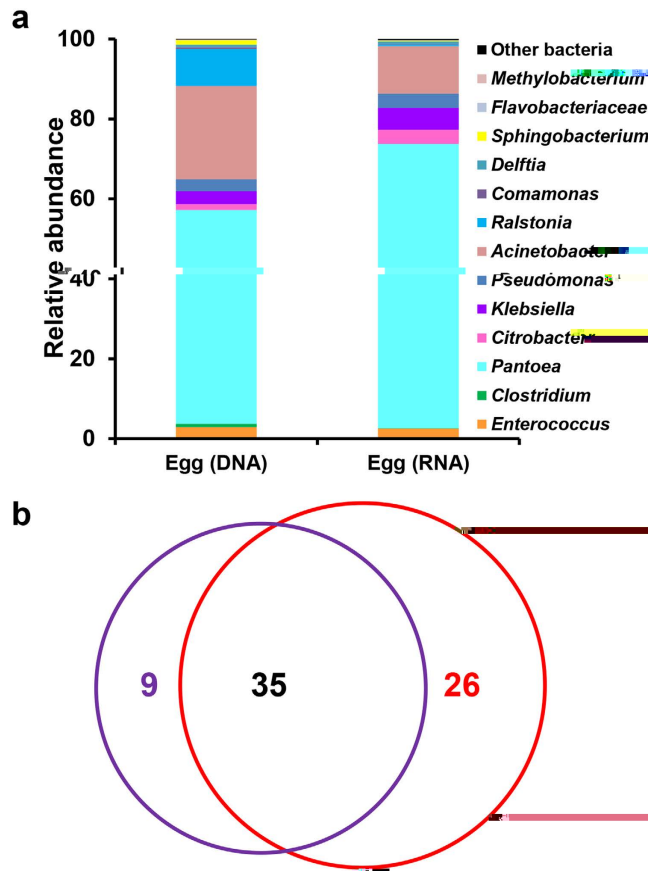 a
Relative abundance
100
80
60
40
20
0
Egg (DNA)
Egg (RNA)
Other bacteria
Methylobacterium
Flavobacteriaceae
Sphingobacterium
Delftia
Comamonas
Ralstonia
Acinetobacter
Pseudomonas
Klebsiella
Citrobacter
Pantoea
Clostridium
Enterococcus
b
9
35
26